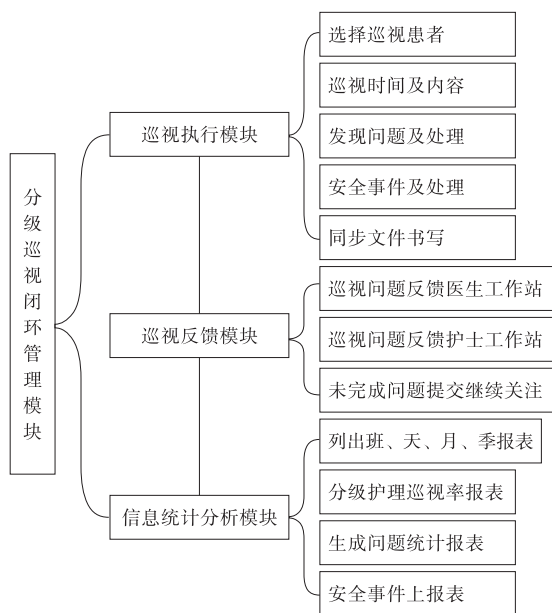 分级巡视闭环管理模块
巡视执行模块
选择巡视患者
巡视时间及内容
发现问题及处理
安全事件及处理
同步文件书写
巡视反馈模块
巡视问题反馈医生工作站
巡视问题反馈护士工作站
未完成问题提交继续关注
信息统计分析模块
列出班、天、月、季报表
分级护理巡视率报表
生成问题统计报表
安全事件上报表